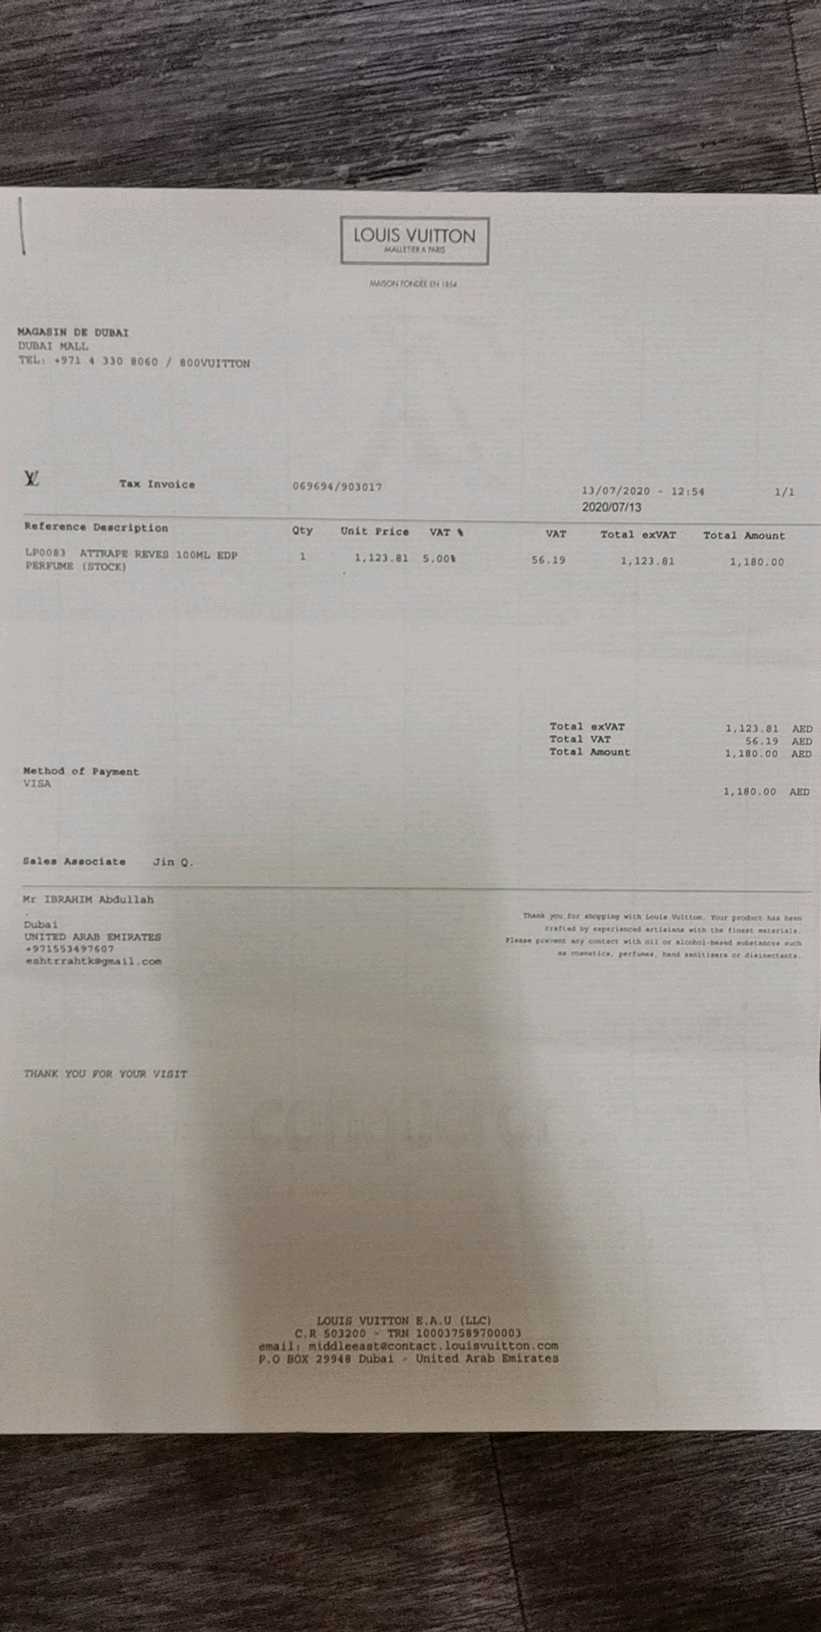 LOUIS VUITTON
MALLETIER A PARIS
MAISON FONDÉE EN 1854
MAGASIN DE DUBAI
DUBAI MALL
TEL: +971 4 330 8060 / 800VUITTON
LV Tax Invoice 069694/903017 13/07/2020 - 12:54 1/1
2020/07/13
Reference Description Qty Unit Price VAT % VAT Total exVAT Total Amount
LP0083 ATTRAPE REVES 100ML EDP 1 1,123.81 5.00% 56.19 1,123.81 1,180.00
PERFUME (STOCK)
Total exVAT 1,123.81 AED
Total VAT 56.19 AED
Total Amount 1,180.00 AED
Method of Payment
VISA 1,180.00 AED
Sales Associate Jin Q.
Mr IBRAHIM Abdullah
Dubai
UNITED ARAB EMIRATES
+971553497607
eshtrrahtk@gmail.com
Thank you for shopping with Louis Vuitton. Your product has been
crafted by experienced artisians with the finest materials.
Please prevent any contact with oil or alcohol-based substances such
as cosmetics, perfumes, hand sanitizers or disinectants.
THANK YOU FOR YOUR VISIT
conqueror
LOUIS VUITTON E.A.U (LLC)
C.R 503200 - TRN 100037589700003
email: middleeast@contact.louisvuitton.com
P.O BOX 29948 Dubai - United Arab Emirates